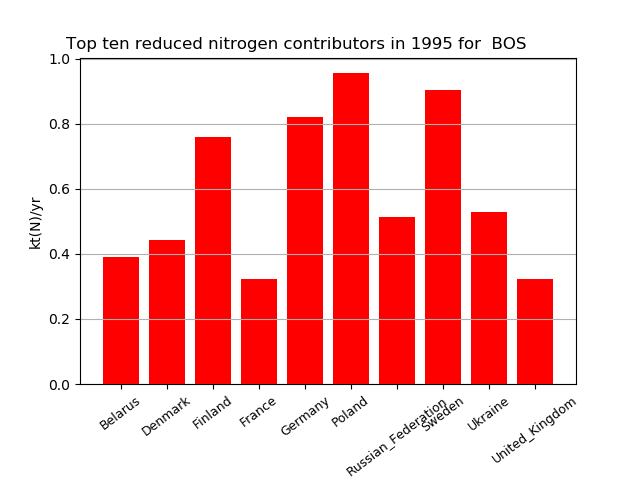 Top ten reduced nitrogen contributors in 1995 for  BOS
1.0
0.8
0.6
0.4
0.2
0.0
kt(N)/yr
Belarus
Denmark
Finland
France
Germany
Poland
Russian_Federation
Sweden
Ukraine
United_Kingdom